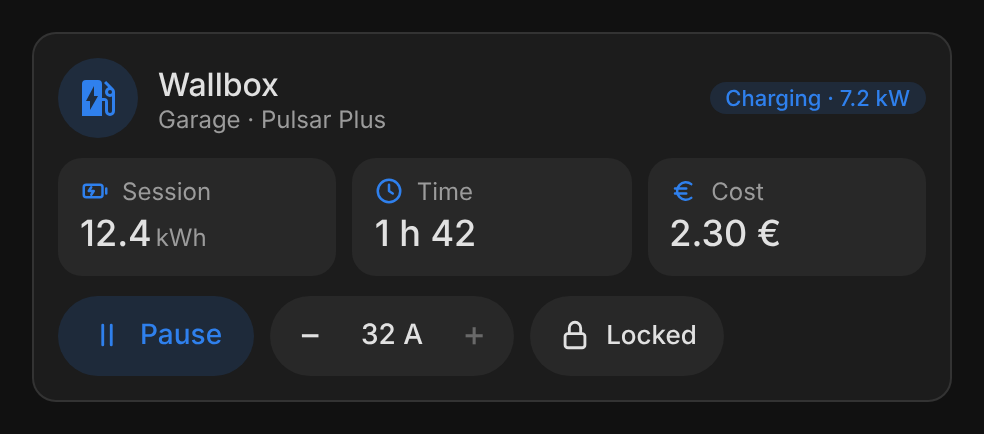 Wallbox
Garage · Pulsar Plus
Charging · 7.2 kW
Session
12.4 kWh
Time
1 h 42
€ Cost
2.30 €
Pause
− 32 A +
Locked